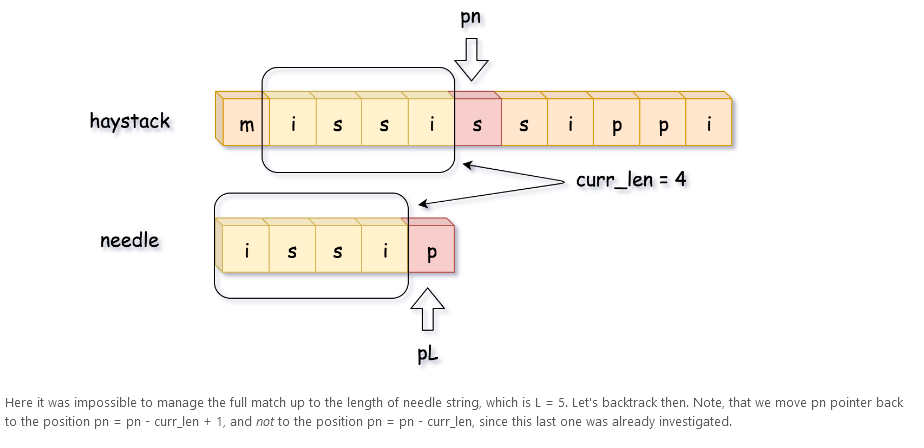 pn
haystack
m i s s i s s i p p i
curr_len = 4
needle
i s s i p
pL
Here it was impossible to manage the full match up to the length of needle string, which is L = 5. Let's backtrack then. Note, that we move pn pointer back
to the position pn = pn - curr_len + 1, and not to the position pn = pn - curr_len, since this last one was already investigated.